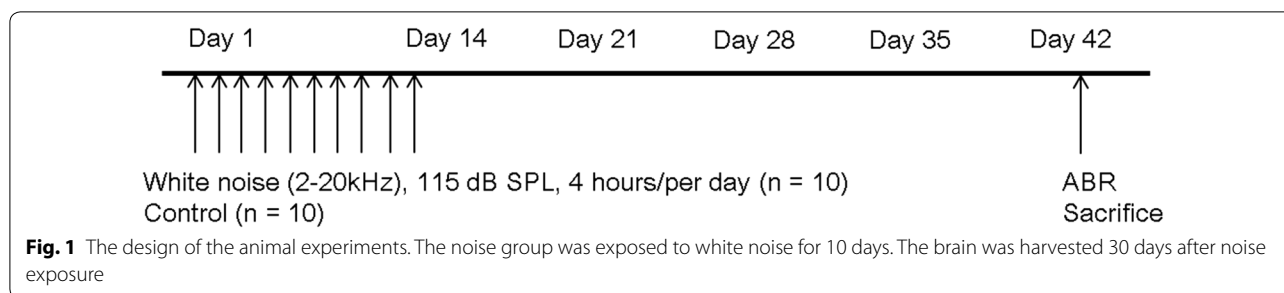 Day 1 Day 14 Day 21 Day 28 Day 35 Day 42
White noise (2-20kHz), 115 dB SPL, 4 hours/per day (n = 10) ABR
Control (n = 10) Sacrifice
Fig. 1 The design of the animal experiments. The noise group was exposed to white noise for 10 days. The brain was harvested 30 days after noise
exposure